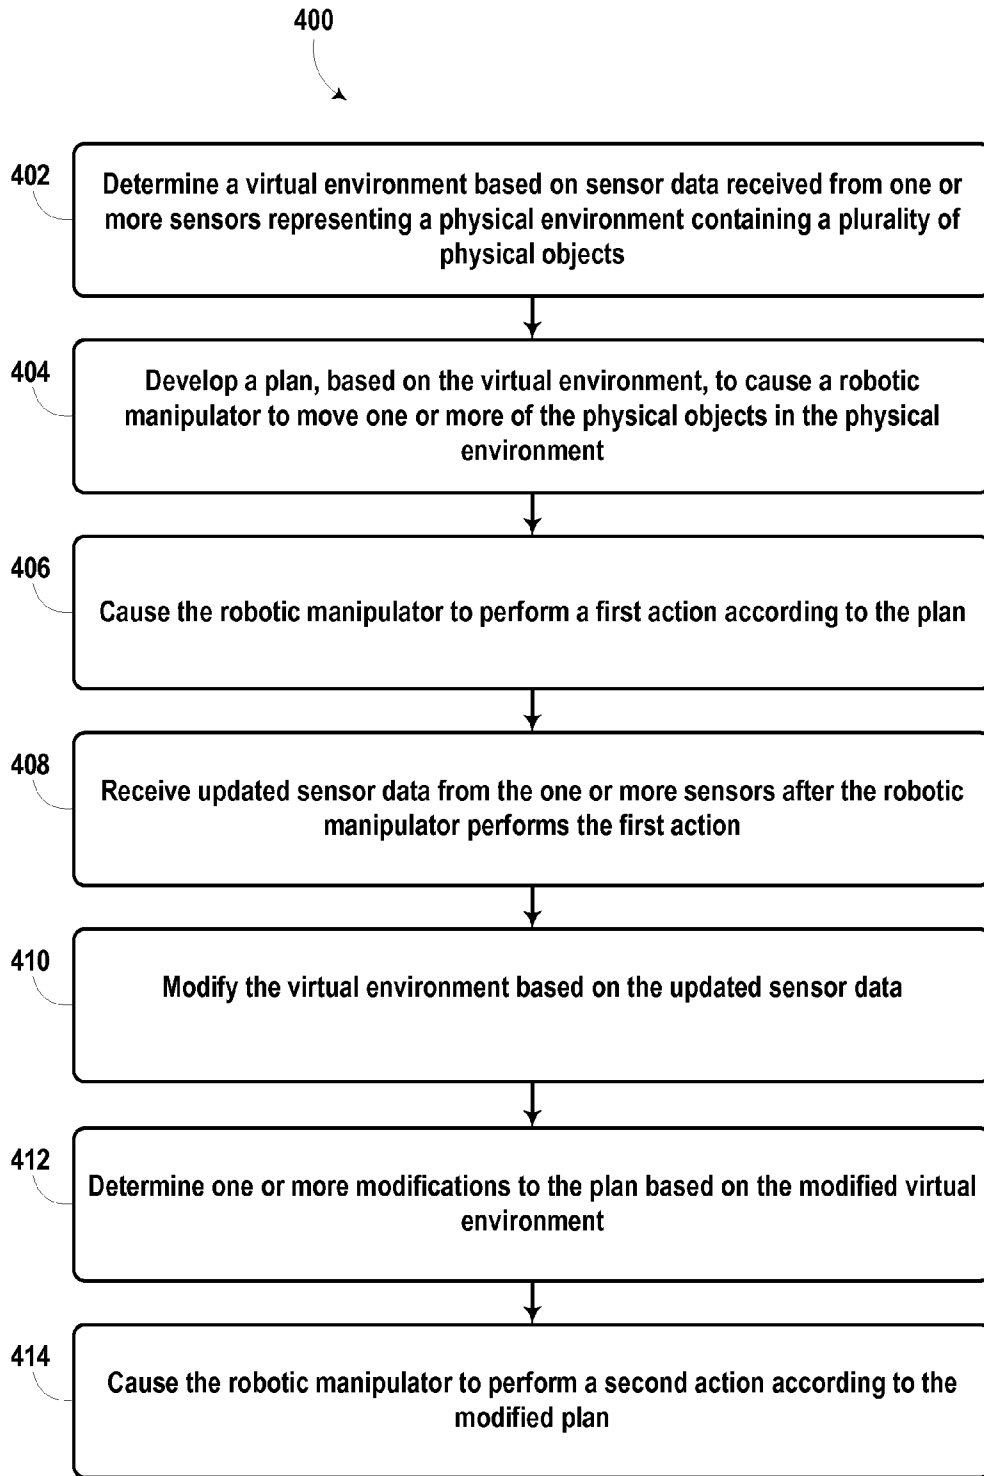 400
402
Determine a virtual environment based on sensor data received from one or
more sensors representing a physical environment containing a plurality of
physical objects
404
Develop a plan, based on the virtual environment, to cause a robotic
manipulator to move one or more of the physical objects in the physical
environment
406
Cause the robotic manipulator to perform a first action according to the plan
408
Receive updated sensor data from the one or more sensors after the robotic
manipulator performs the first action
410
Modify the virtual environment based on the updated sensor data
412
Determine one or more modifications to the plan based on the modified virtual
environment
414
Cause the robotic manipulator to perform a second action according to the
modified plan